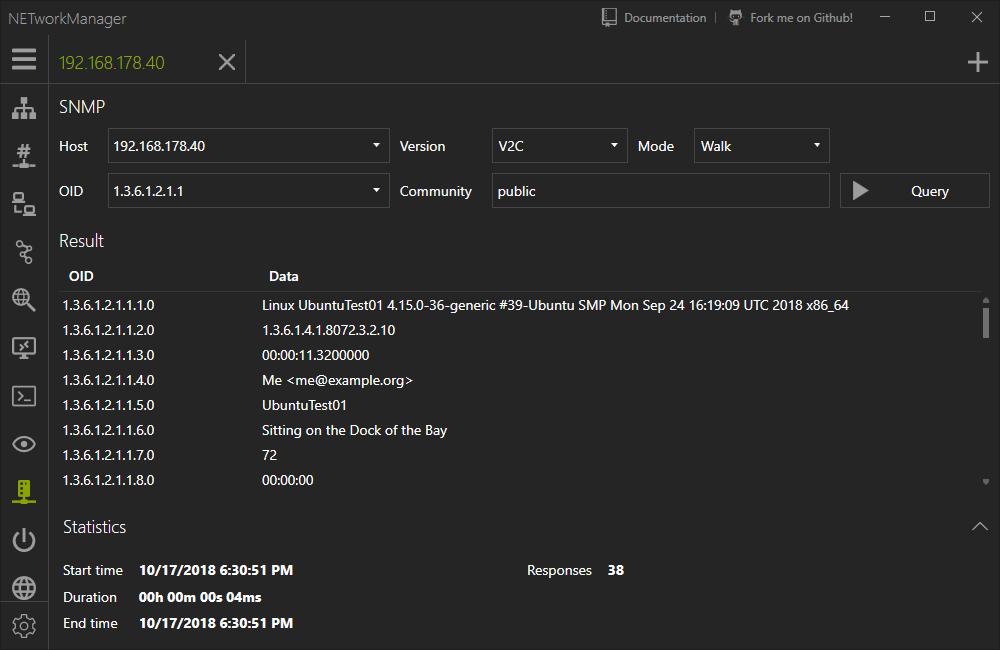 NETworkManager
Documentation | Fork me on Github!
192.168.178.40
SNMP
Host 192.168.178.40 Version V2C Mode Walk
OID 1.3.6.1.2.1.1 Community public Query
Result
OID Data
1.3.6.1.2.1.1.1.0 Linux UbuntuTest01 4.15.0-36-generic #39-Ubuntu SMP Mon Sep 24 16:19:09 UTC 2018 x86_64
1.3.6.1.2.1.1.2.0 1.3.6.1.4.1.8072.3.2.10
1.3.6.1.2.1.1.3.0 00:00:11.3200000
1.3.6.1.2.1.1.4.0 Me <me@example.org>
1.3.6.1.2.1.1.5.0 UbuntuTest01
1.3.6.1.2.1.1.6.0 Sitting on the Dock of the Bay
1.3.6.1.2.1.1.7.0 72
1.3.6.1.2.1.1.8.0 00:00:00
Statistics
Start time 10/17/2018 6:30:51 PM Responses 38
Duration 00h 00m 00s 04ms
End time 10/17/2018 6:30:51 PM